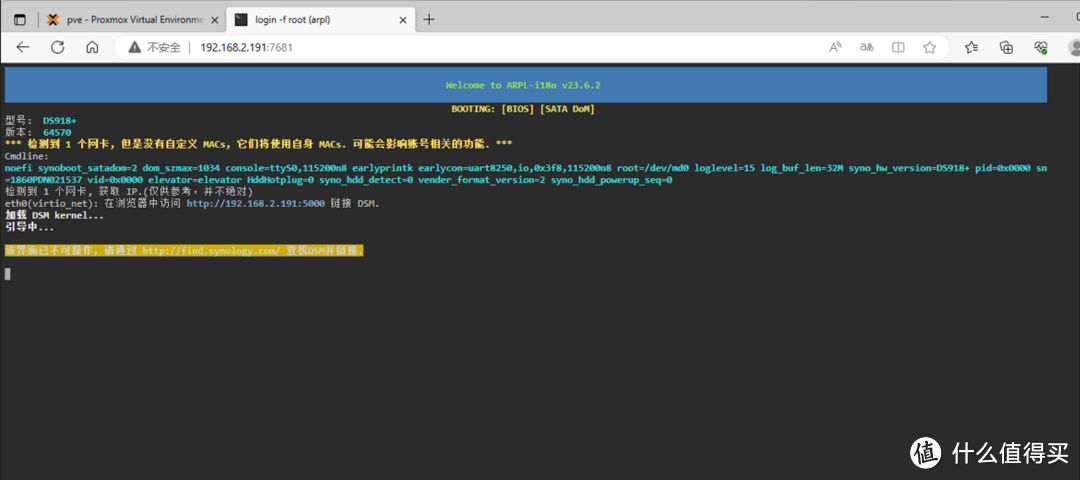 pve - Proxmox Virtual Environme
login -f root (arpl)
不安全 192.168.2.191:7681
Welcome to ARPL-i18n v23.6.2
BOOTING: [BIOS] [SATA DoM]
型号: DS918+
版本: 64570
*** 检测到 1 个网卡, 但是没有自定义 MACs, 它们将使用自身 MACs. 可能会影响账号相关的功能. ***
Cmdline:
noefi synoboot_satadom=2 dom_szmax=1034 console=ttyS0,115200n8 earlyprintk earlycon=uart8250,io,0x3f8,115200n8 root=/dev/md0 loglevel=15 log_buf_len=32M syno_hw_version=DS918+ pid=0x0000 sn
=1860PDN021537 vid=0x0000 elevator=elevator HddHotplug=0 syno_hdd_detect=0 vender_format_version=2 syno_hdd_powerup_seq=0
检测到 1 个网卡, 获取 IP.(仅供参考, 并不绝对)
eth0(virtio_net): 在浏览器中访问 http://192.168.2.191:5000 链接 DSM.
加载 DSM kernel...
引导中...
该界面已不可操作, 请通过 http://find.synology.com/ 查找DSM并链接.
值 什么值得买